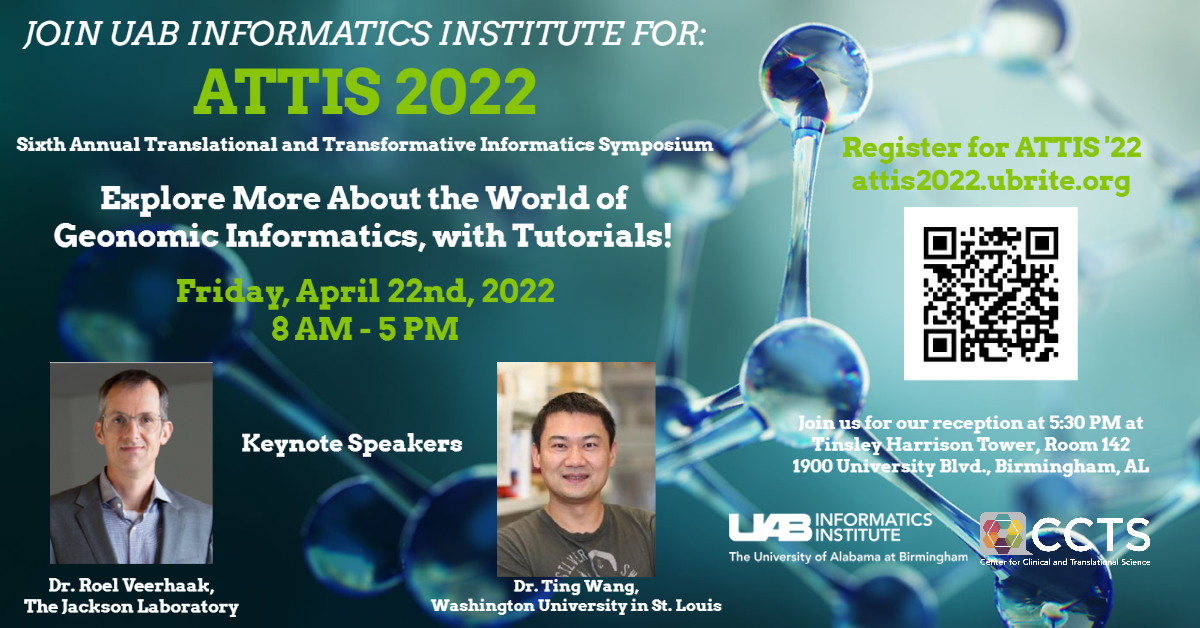 JOIN UAB INFORMATICS INSTITUTE FOR:
ATTIS 2022
Sixth Annual Translational and Transformative Informatics Symposium
Explore More About the World of
Geonomic Informatics, with Tutorials!
Friday, April 22nd, 2022
8 AM - 5 PM
Keynote Speakers
Dr. Roel Veerhaak,
The Jackson Laboratory
Dr. Ting Wang,
Washington University in St. Louis
Register for ATTIS '22
attis2022.ubrite.org
Join us for our reception at 5:30 PM at
Tinsley Harrison Tower, Room 142
1900 University Blvd., Birmingham, AL
UAB INFORMATICS
INSTITUTE
The University of Alabama at Birmingham
CCTS
Center for Clinical and Translational Science